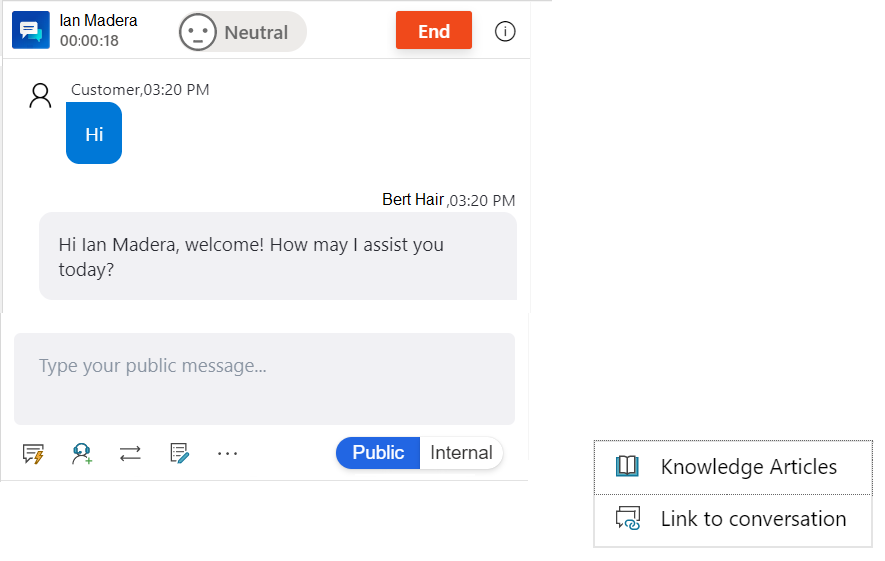 Ian Madera
00:00:18
Neutral
End
Customer,03:20 PM
Hi
Bert Hair,03:20 PM
Hi Ian Madera, welcome! How may I assist you
today?
Type your public message...
Public
Internal
Knowledge Articles
Link to conversation